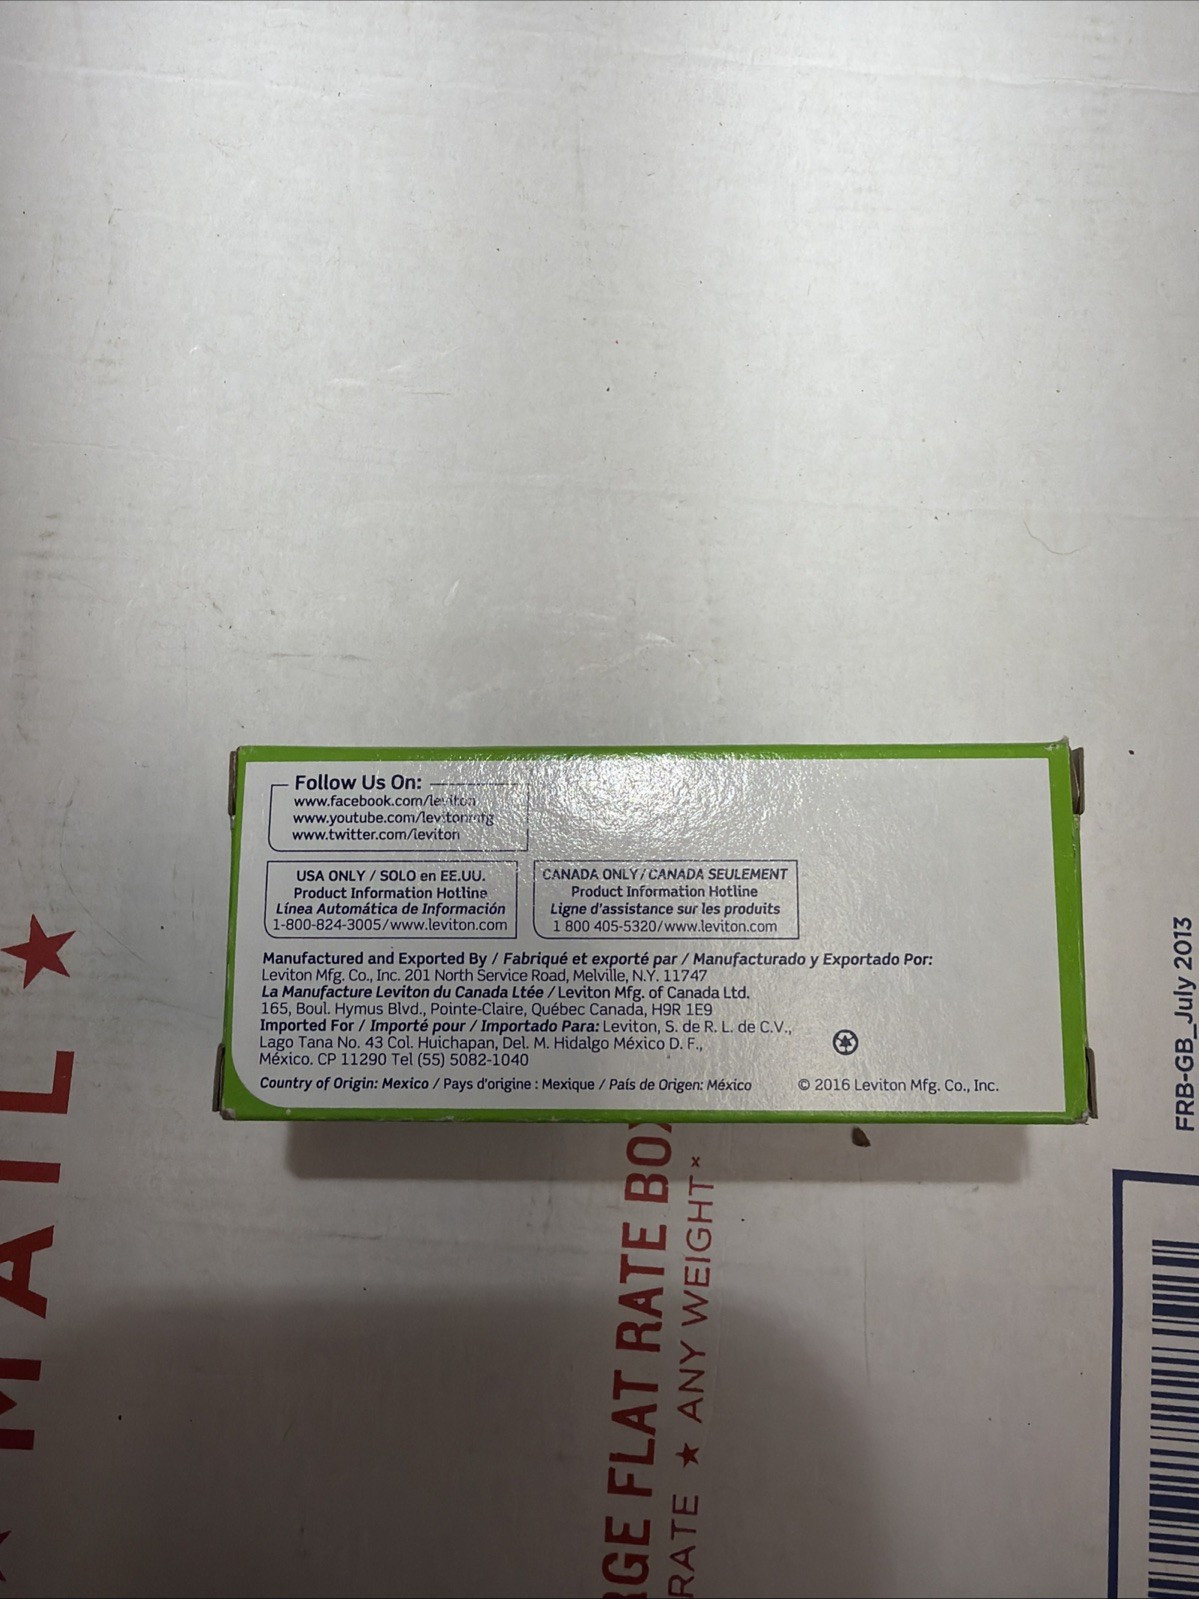 Follow Us On:
www.facebook.com/leviton
www.youtube.com/levitonmfg
www.twitter.com/leviton
USA ONLY / SOLO en EE.UU.
Product Information Hotline
Línea Automática de Información
1-800-824-3005/www.leviton.com
CANADA ONLY/CANADA SEULEMENT
Product Information Hotline
Ligne d'assistance sur les produits
1 800 405-5320/www.leviton.com
Manufactured and Exported By / Fabriqué et exporté par / Manufacturado y Exportado Por:
Leviton Mfg. Co., Inc. 201 North Service Road, Melville, N.Y. 11747
La Manufacture Leviton du Canada Ltée / Leviton Mfg. of Canada Ltd.
165, Boul. Hymus Blvd., Pointe-Claire, Québec Canada, H9R 1E9
Imported For / Importé pour / Importado Para: Leviton, S. de R. L. de C.V.,
Lago Tana No. 43 Col. Huichapan, Del. M. Hidalgo México D. F.,
México. CP 11290 Tel (55) 5082-1040
Country of Origin: Mexico / Pays d'origine : Mexique / País de Origen: México
© 2016 Leviton Mfg. Co., Inc.
MAIL
RGE FLAT RATE BOX
RATE ★ ANY WEIGHT
FRB-GB_July 2013